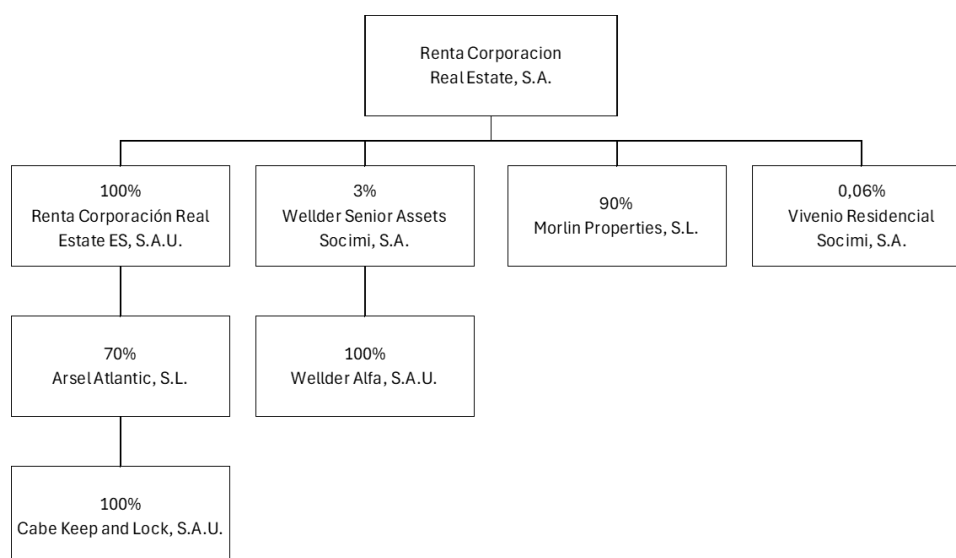 Renta Corporacion
Real Estate, S.A.
100%
Renta Corporación Real
Estate ES, S.A.U.
3%
Wellder Senior Assets
Socimi, S.A.
90%
Morlin Properties, S.L.
0,06%
Vivenio Residencial
Socimi, S.A.
70%
Arsel Atlantic, S.L.
100%
Wellder Alfa, S.A.U.
100%
Cabe Keep and Lock, S.A.U.